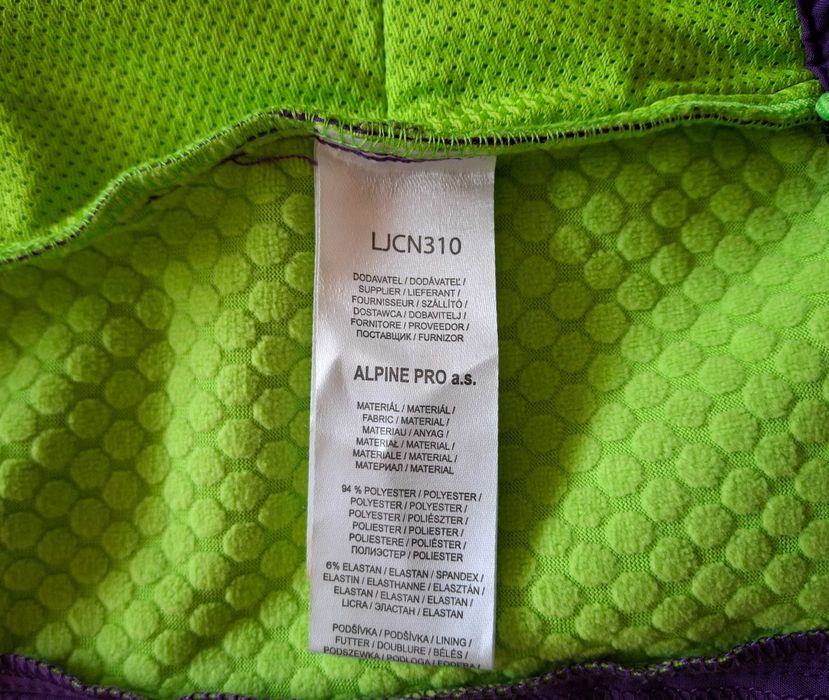 LJCN310
DODAVATEL / DODÁVATEĽ /
SUPPLIER / LIEFERANT /
FOURNISSEUR / SZÁLLÍTÓ /
DOSTAWCA / DOBAVITELJ /
FORNITORE / PROVEEDOR /
ПОСТАВЩИК / FURNIZOR
ALPINE PRO a.s.
MATERIÁL / MATERIÁL /
FABRIC / MATERIAL /
MATERIAU / ANYAG /
MATERIAŁ / MATERIAL /
MATERIALE / MATERIAL /
МАТЕРИАЛ / MATERIAL
94 % POLYESTER / POLYESTER /
POLYESTER / POLYESTER /
POLYESTER / POLIÉSZTER /
POLIESTER / POLIESTER /
POLIESTERE / POLIÉSTER /
ПОЛИЭСТЕР / POLIESTER
6% ELASTAN / ELASTAN / SPANDEX /
ELASTIN / ELASTHANNE / ELASZTÁN /
ELASTAN / ELASTAN / ELASTAN /
LICRA / ЭЛАСТАН / ELASTAN
PODŠÍVKA / PODŠÍVKA / LINING /
FUTTER / DOUBLURE / BÉLÉS /
PODSZEWKA / PODLOGA / FODERA /